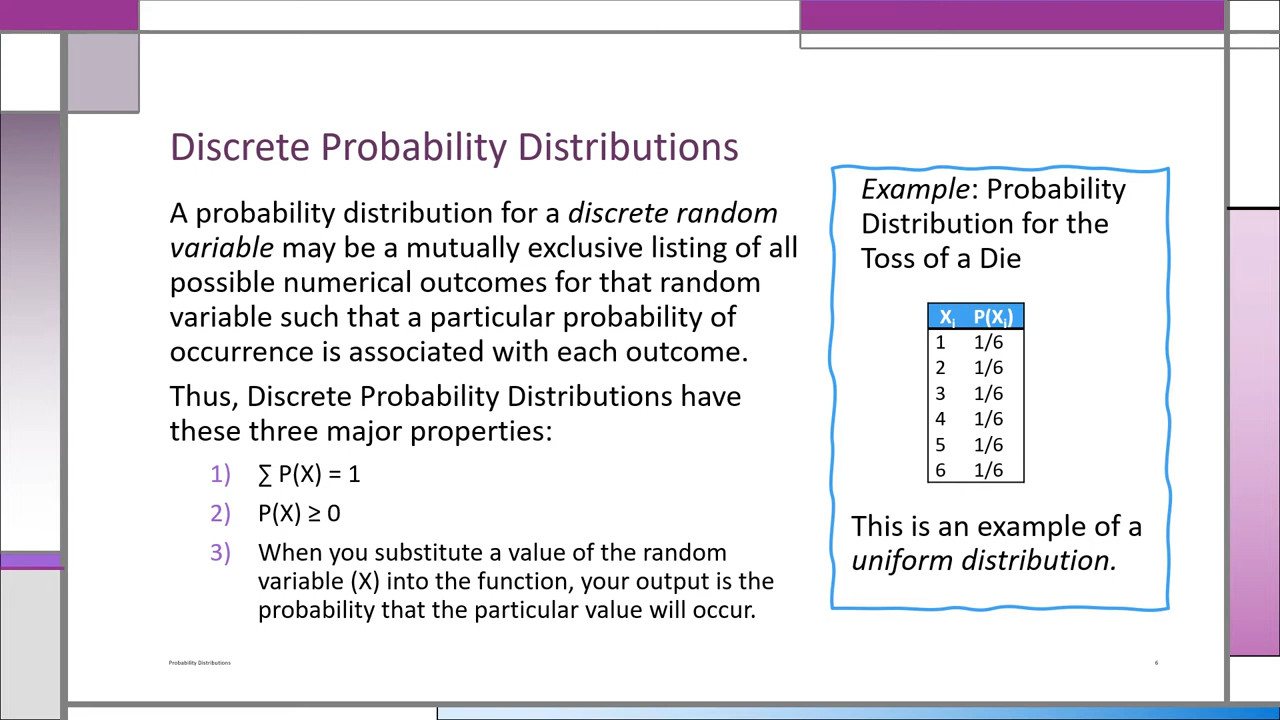 Discrete Probability Distributions
A probability distribution for a discrete random
variable may be a mutually exclusive listing of all
possible numerical outcomes for that random
variable such that a particular probability of
occurrence is associated with each outcome.
Thus, Discrete Probability Distributions have
these three major properties:
1) ∑ P(X) = 1
2) P(X) ≥ 0
3) When you substitute a value of the random
variable (X) into the function, your output is the
probability that the particular value will occur.
Example: Probability
Distribution for the
Toss of a Die
Xi P(Xi)
1 1/6
2 1/6
3 1/6
4 1/6
5 1/6
6 1/6
This is an example of a
uniform distribution.
Probability Distributions
6